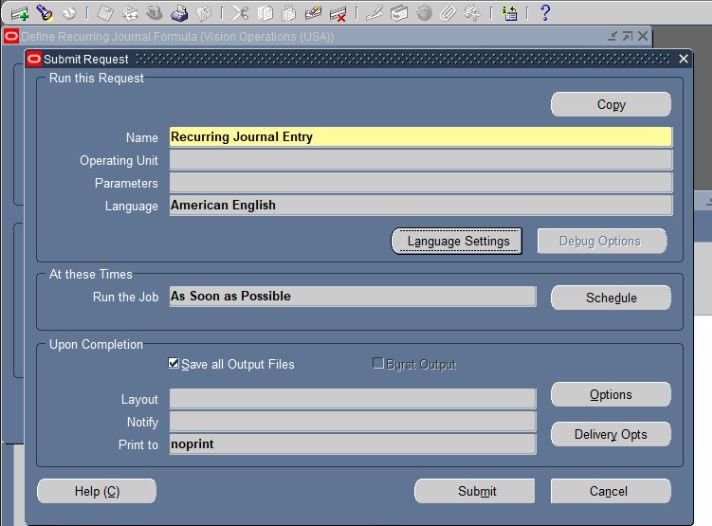 Define Recurring Journal Formula (Vision Operations (USA))
Submit Request
Run this Request
Copy
Name Recurring Journal Entry
Operating Unit
Parameters
Language American English
Language Settings Debug Options
At these Times
Run the Job As Soon as Possible Schedule
Upon Completion
Save all Output Files Burst Output
Layout Options
Notify
Print to noprint Delivery Opts
Help (C) Submit Cancel